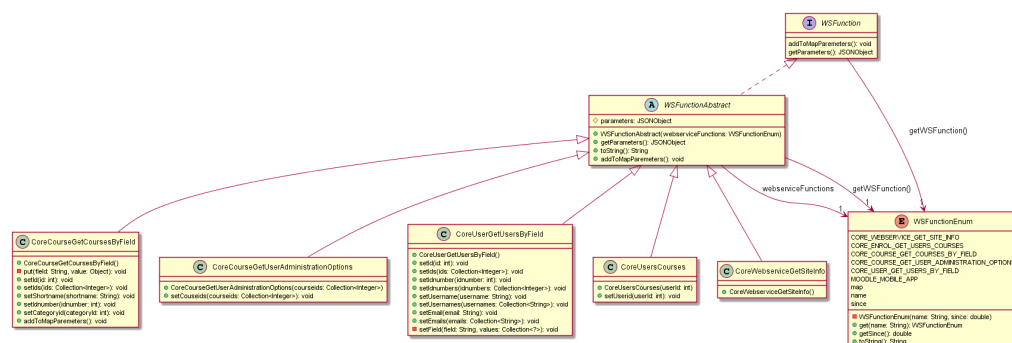 I WSFunction
addToMapParemeters(): void
getParameters(): JSONObject
getWSFunction()
A WSFunctionAbstract
parameters: JSONObject
WSFunctionAbstract(webserviceFunctions: WSFunctionEnum)
getParameters(): JSONObject
toString(): String
addToMapParemeters(): void
webserviceFunctions
getWSFunction()
1
1
1
C CoreCourseGetCoursesByField
CoreCourseGetCoursesByField()
put(field: String, value: Object): void
setId(id: int): void
setIds(ids: Collection<Integer>): void
setShortname(shortname: String): void
setIdnumber(idnumber: int): void
setCategoryid(categoryId: int): void
addToMapParemeters(): void
C CoreCourseGetUserAdministrationOptions
CoreCourseGetUserAdministrationOptions(courseids: Collection<Integer>)
setCouseids(courseids: Collection<Integer>): void
C CoreUserGetUsersByField
CoreUserGetUsersByField()
setId(id: int): void
setIds(ids: Collection<Integer>): void
setIdnumber(idnumber: int): void
setIdnumbers(idnumbers: Collection<Integer>): void
setUsername(username: String): void
setUsernames(usernames: Collection<String>): void
setEmail(email: String): void
setEmails(emails: Collection<String>): void
setField(field: String, values: Collection<?>): void
C CoreUsersCourses
CoreUsersCourses(userId: int)
setUserid(userId: int): void
C CoreWebserviceGetSiteInfo
CoreWebserviceGetSiteInfo()
E WSFunctionEnum
CORE_WEBSERVICE_GET_SITE_INFO
CORE_ENROL_GET_USERS_COURSES
CORE_COURSE_GET_COURSES_BY_FIELD
CORE_COURSE_GET_USER_ADMINISTRATION_OPTIONS
CORE_USER_GET_USERS_BY_FIELD
MOODLE_MOBILE_APP
map
name
since
WSFunctionEnum(name: String, since: double)
get(name: String): WSFunctionEnum
getSince(): double
toString(): String